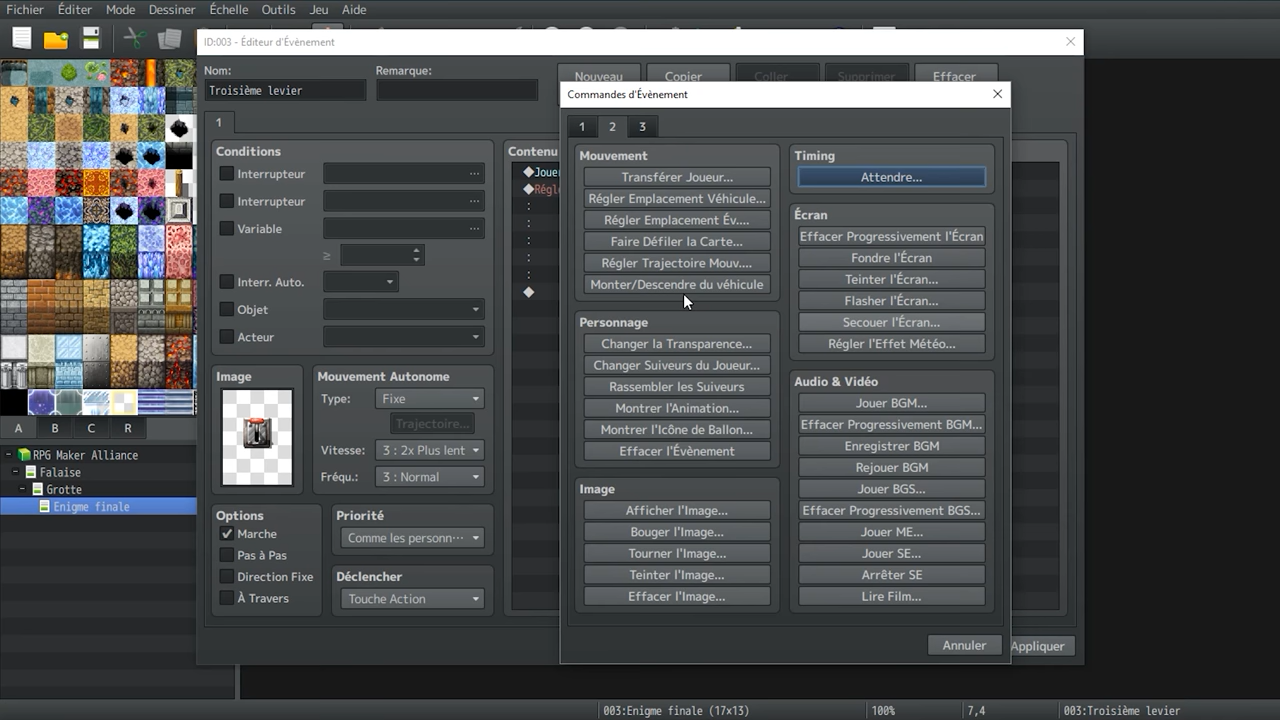 Fichier Éditer Mode Dessiner Échelle Outils Jeu Aide
ID:003 - Éditeur d'Évènement
Nom: Remarque:
Troisième levier
Nouveau Copier Coller Supprimer Effacer
1
Conditions
Interrupteur ...
Interrupteur ...
Variable ...
≥
Interr. Auto.
Objet
Acteur
Image
Mouvement Autonome
Type: Fixe
Trajectoire...
Vitesse: 3 : 2x Plus lent
Fréqu.: 3 : Normal
Options
Marche
Pas à Pas
Direction Fixe
À Travers
Priorité
Comme les personn...
Déclencher
Touche Action
Contenu
◆Joue
◆Régl
:
:
:
:
:
◆
Commandes d'Évènement
1 2 3
Mouvement
Transférer Joueur...
Régler Emplacement Véhicule...
Régler Emplacement Év....
Faire Défiler la Carte...
Régler Trajectoire Mouv....
Monter/Descendre du véhicule
Personnage
Changer la Transparence...
Changer Suiveurs du Joueur...
Rassembler les Suiveurs
Montrer l'Animation...
Montrer l'Icône de Ballon...
Effacer l'Évènement
Image
Afficher l'Image...
Bouger l'Image...
Tourner l'Image...
Teinter l'Image...
Effacer l'Image...
Timing
Attendre...
Écran
Effacer Progressivement l'Écran
Fondre l'Écran
Teinter l'Écran...
Flasher l'Écran...
Secouer l'Écran...
Régler l'Effet Météo...
Audio & Vidéo
Jouer BGM...
Effacer Progressivement BGM...
Enregistrer BGM
Rejouer BGM
Jouer BGS...
Effacer Progressivement BGS...
Jouer ME...
Jouer SE...
Arrêter SE
Lire Film...
Annuler
Appliquer
A B C R
RPG Maker Alliance
Falaise
Grotte
Enigme finale
003:Enigme finale (17x13) 100% 7,4 003:Troisième levier